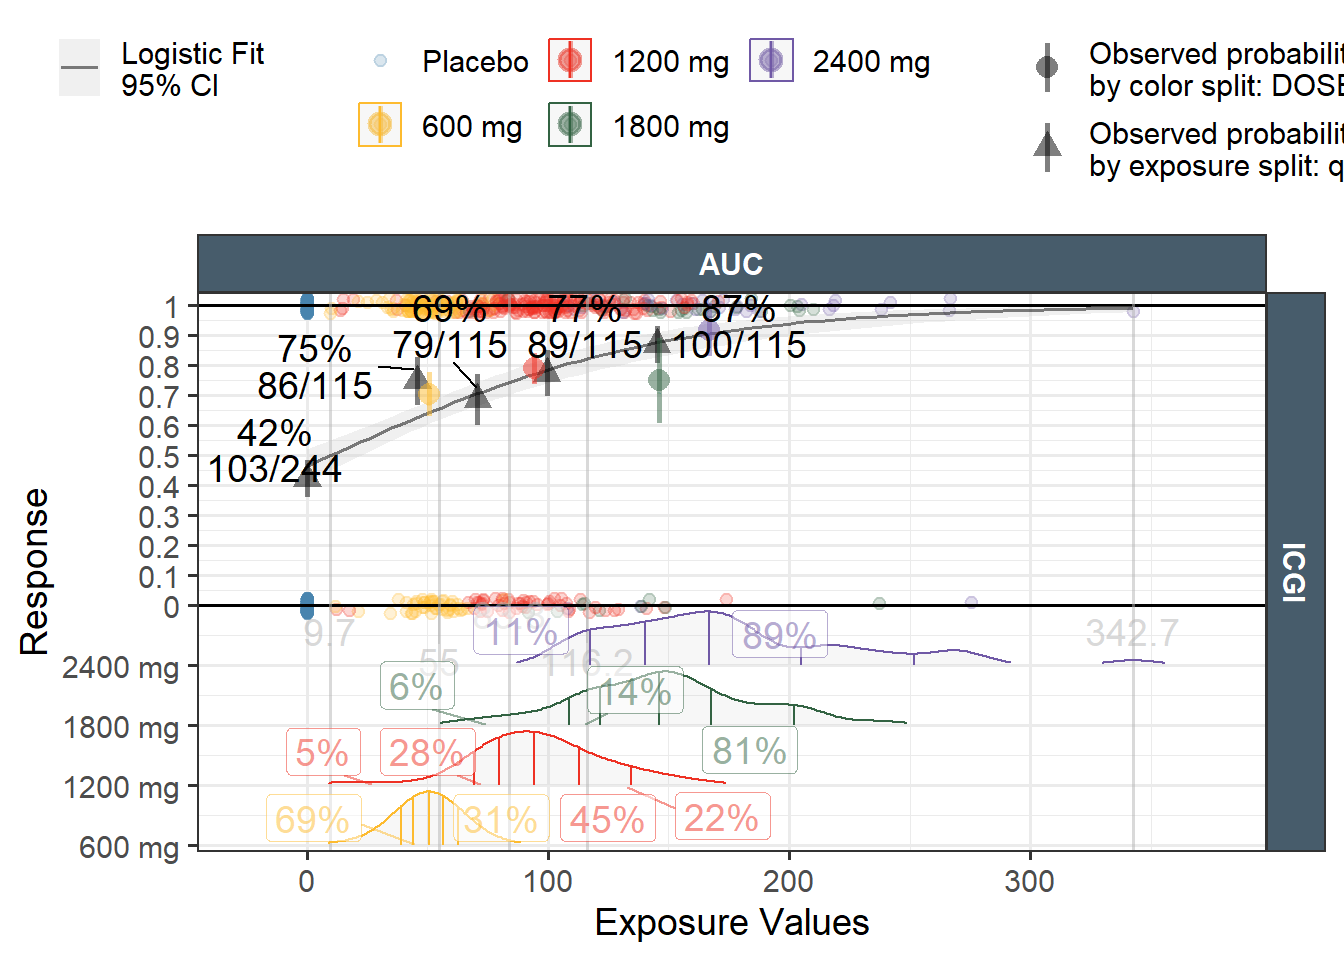 Logistic Fit
95% CI
Placebo
1200 mg
2400 mg
600 mg
1800 mg
Observed probabilit
by color split: DOSE
Observed probabilit
by exposure split: q
AUC
ICGI
Response
1
0.9
0.8
0.7
0.6
0.5
0.4
0.3
0.2
0.1
0
2400 mg
1800 mg
1200 mg
600 mg
69%
79/115
77%
89/115
87%
100/115
75%
86/115
42%
103/244
9.7
55
116.2
342.7
11%
89%
6%
14%
81%
5%
28%
45%
22%
69%
31%
0
100
200
300
Exposure Values